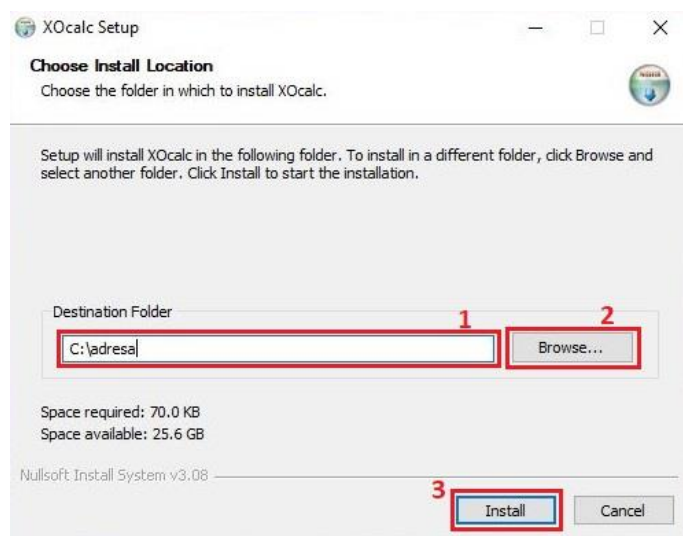 XOcalc Setup
Choose Install Location
Choose the folder in which to install XOcalc.
Setup will install XOcalc in the following folder. To install in a different folder, click Browse and
select another folder. Click Install to start the installation.
Destination Folder
1
2
C:\adresa
Browse...
Space required: 70.0 KB
Space available: 25.6 GB
Nullsoft Install System v3.08
3
Install
Cancel